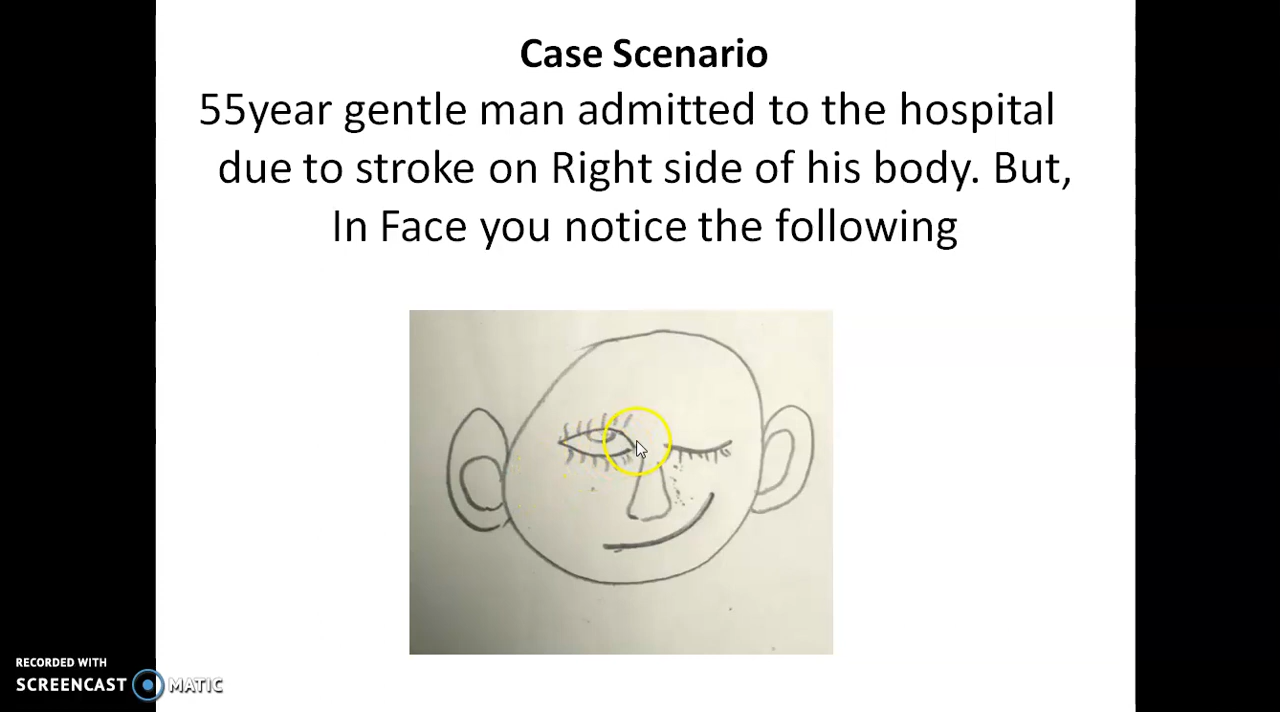 Case Scenario
55year gentle man admitted to the hospital
due to stroke on Right side of his body. But,
In Face you notice the following
RECORDED WITH
SCREENCAST MATIC